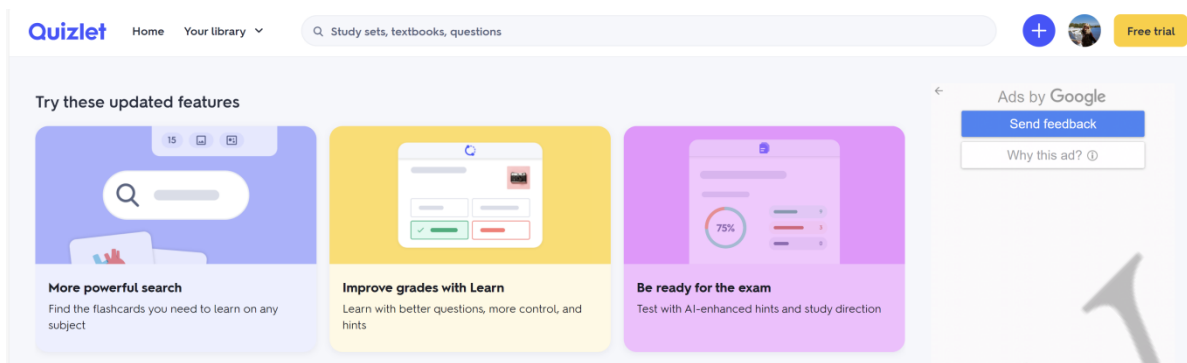 Quizlet
Home
Your library
Study sets, textbooks, questions
Free trial
Try these updated features
Ads by Google
Send feedback
Why this ad?
15
75%
More powerful search
Find the flashcards you need to learn on any
subject
Improve grades with Learn
Learn with better questions, more control, and
hints
Be ready for the exam
Test with AI-enhanced hints and study direction